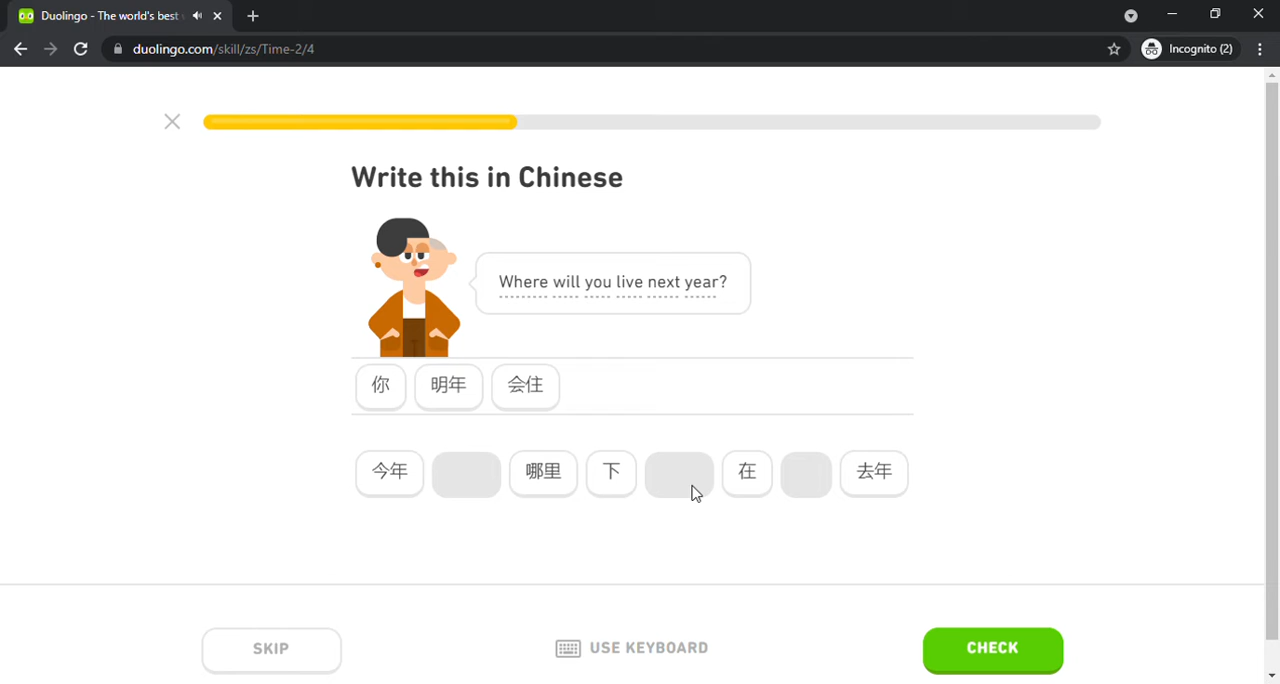 Duolingo - The world's best
duolingo.com/skill/zs/Time-2/4
Incognito (2)
Write this in Chinese
Where will you live next year?
你 明年 会住
今年 哪里 下 在 去年
SKIP
USE KEYBOARD
CHECK